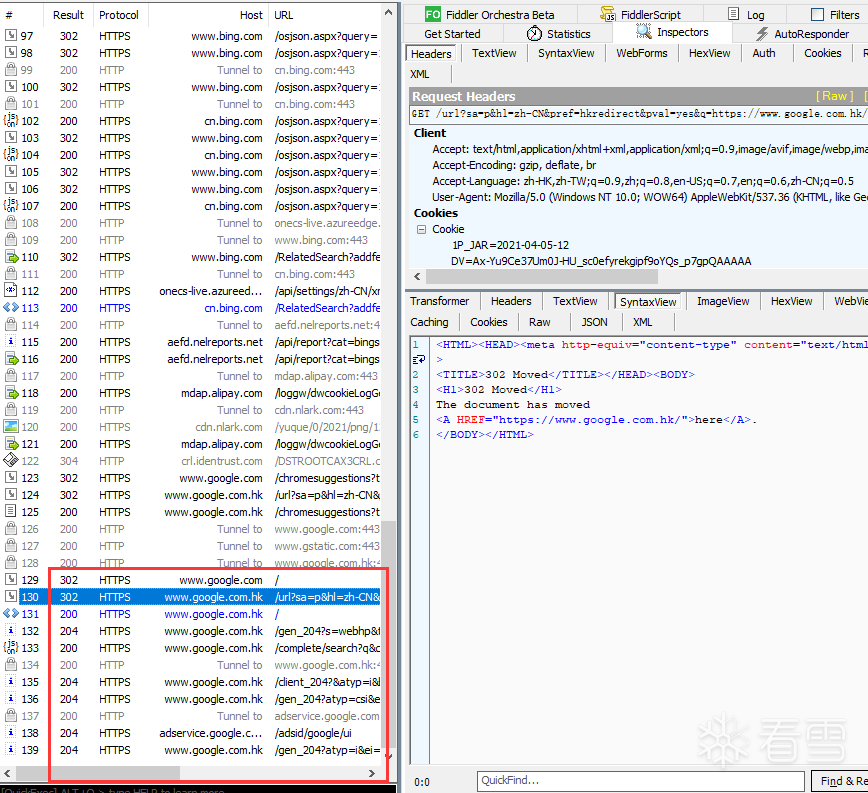 # Result Protocol Host URL
97 302 HTTPS www.bing.com /osjson.aspx?query=
98 302 HTTPS www.bing.com /osjson.aspx?query=
99 200 HTTP Tunnel to cn.bing.com:443
100 302 HTTPS www.bing.com /osjson.aspx?query=
101 200 HTTP Tunnel to cn.bing.com:443
102 200 HTTPS cn.bing.com /osjson.aspx?query=
103 302 HTTPS www.bing.com /osjson.aspx?query=
104 200 HTTPS cn.bing.com /osjson.aspx?query=
105 302 HTTPS www.bing.com /osjson.aspx?query=
106 302 HTTPS www.bing.com /osjson.aspx?query=
107 200 HTTPS cn.bing.com /osjson.aspx?query=
108 200 HTTP Tunnel to onecs-live.azureedge.
109 200 HTTP Tunnel to www.bing.com:443
110 302 HTTPS www.bing.com /RelatedSearch?addfe
111 200 HTTP Tunnel to cn.bing.com:443
112 200 HTTPS onecs-live.azureed... /api/settings/zh-CN/x
113 200 HTTPS cn.bing.com /RelatedSearch?addfe
114 200 HTTP Tunnel to aefd.nelreports.net:4
115 200 HTTPS aefd.nelreports.net /api/report?cat=bings
116 200 HTTPS aefd.nelreports.net /api/report?cat=bings
117 200 HTTP Tunnel to mdap.alipay.com:443
118 200 HTTPS mdap.alipay.com /loggw/dwcookieLogGe
119 200 HTTP Tunnel to cdn.nlark.com:443
120 200 HTTPS cdn.nlark.com /yuque/0/2021/png/1
121 200 HTTPS mdap.alipay.com /loggw/dwcookieLogGe
122 304 HTTP crl.identrust.com /DSTROOTCAX3CRL.c
123 302 HTTPS www.google.com /chromesuggestions?t
124 302 HTTPS www.google.com.hk /url?sa=p&hl=zh-CN&
125 200 HTTPS www.google.com.hk /chromesuggestions?t
126 200 HTTP Tunnel to www.google.com:443
127 200 HTTP Tunnel to www.gstatic.com:443
128 200 HTTP Tunnel to www.google.com.hk:4
129 302 HTTPS www.google.com /
130 302 HTTPS www.google.com.hk /url?sa=p&hl=zh-CN&
131 200 HTTPS www.google.com.hk /
132 204 HTTPS www.google.com.hk /gen_204?s=webhp&t
133 200 HTTPS www.google.com.hk /complete/search?q&c
134 200 HTTP Tunnel to www.google.com.hk:4
135 204 HTTPS www.google.com.hk /client_204?&atyp=i&b
136 204 HTTPS www.google.com.hk /gen_204?atyp=csi&e
137 200 HTTP Tunnel to adservice.google.com
138 204 HTTPS adservice.google.c... /adsid/google/ui
139 204 HTTPS www.google.com.hk /gen_204?atyp=i&ei=
FO Fiddler Orchestra Beta FiddlerScript Log Filters
Get Started Statistics Inspectors AutoResponder
Headers TextView SyntaxView WebForms HexView Auth Cookies
XML
Request Headers [ Raw ] [
GET /url?sa=p&hl=zh-CN&pref=hkredirect&pval=yes&q=https://www.google.com.hk/
Client
Accept: text/html,application/xhtml+xml,application/xml;q=0.9,image/avif,image/webp,ima
Accept-Encoding: gzip, deflate, br
Accept-Language: zh-HK,zh-TW;q=0.9,zh;q=0.8,en-US;q=0.7,en;q=0.6,zh-CN;q=0.5
User-Agent: Mozilla/5.0 (Windows NT 10.0; WOW64) AppleWebKit/537.36 (KHTML, like Gec
Cookies
Cookie
1P_JAR=2021-04-05-12
DV=Ax-Yu9Ce37Um0J-HU_sc0efyrekgipf9oYQs_p7gpQAAAAA
Transformer Headers TextView SyntaxView ImageView HexView WebVie
Caching Cookies Raw JSON XML
1 <HTML><HEAD><meta http-equiv="content-type" content="text/html
>
2 <TITLE>302 Moved</TITLE></HEAD><BODY>
3 <H1>302 Moved</H1>
4 The document has moved
5 <A HREF="https://www.google.com.hk/">here</A>.
6 </BODY></HTML>
看雪
0:0 QuickFind... Find & Re
[QuickExec] ALT+Q > type HELP to learn more